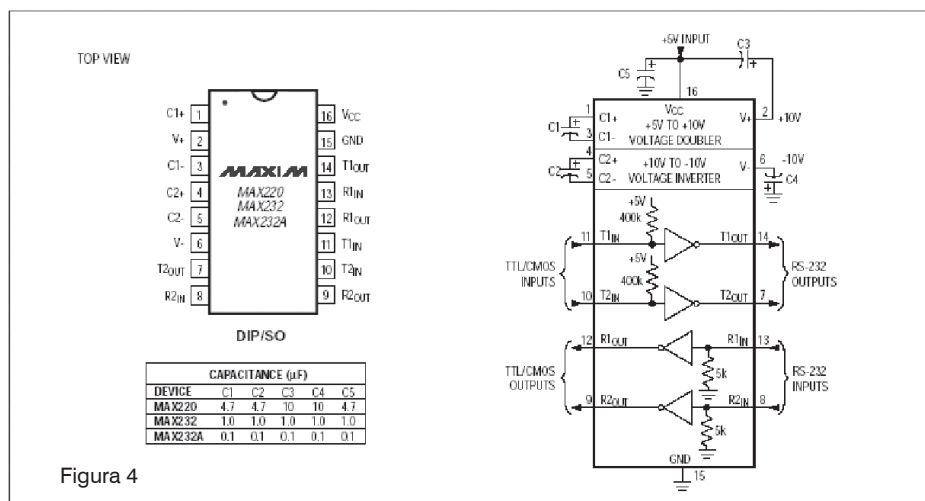 TOP VIEW
C1+ 1
V+ 2
C1- 3
C2+ 4
C2- 5
V- 6
T2OUT 7
R2IN 8
16 VCC
15 GND
14 T1OUT
13 R1IN
12 R1OUT
11 T1IN
10 T2IN
9 R2OUT
MAXIM
MAX220
MAX232
MAX232A
DIP/SO
CAPACITANCE (µF)
DEVICE C1 C2 C3 C4 C5
MAX220 4.7 4.7 10 10 4.7
MAX232 1.0 1.0 1.0 1.0 1.0
MAX232A 0.1 0.1 0.1 0.1 0.1
Figura 4
+5V INPUT
C3
+
C5
+
16
VCC
1
C1+
C1
+
3
C1-
+5V TO +10V
VOLTAGE DOUBLER
V+
2
+10V
4
C2+
C2
+
5
C2-
+10V TO -10V
VOLTAGE INVERTER
V-
6
-10V
C4
+
+5V
400k
11
T1IN
T1OUT
14
+5V
400k
TTL/CMOS
INPUTS
RS-232
OUTPUTS
10
T2IN
T2OUT
7
12
R1OUT
R1IN
13
5k
TTL/CMOS
OUTPUTS
RS-232
INPUTS
9
R2OUT
R2IN
8
5k
GND
15